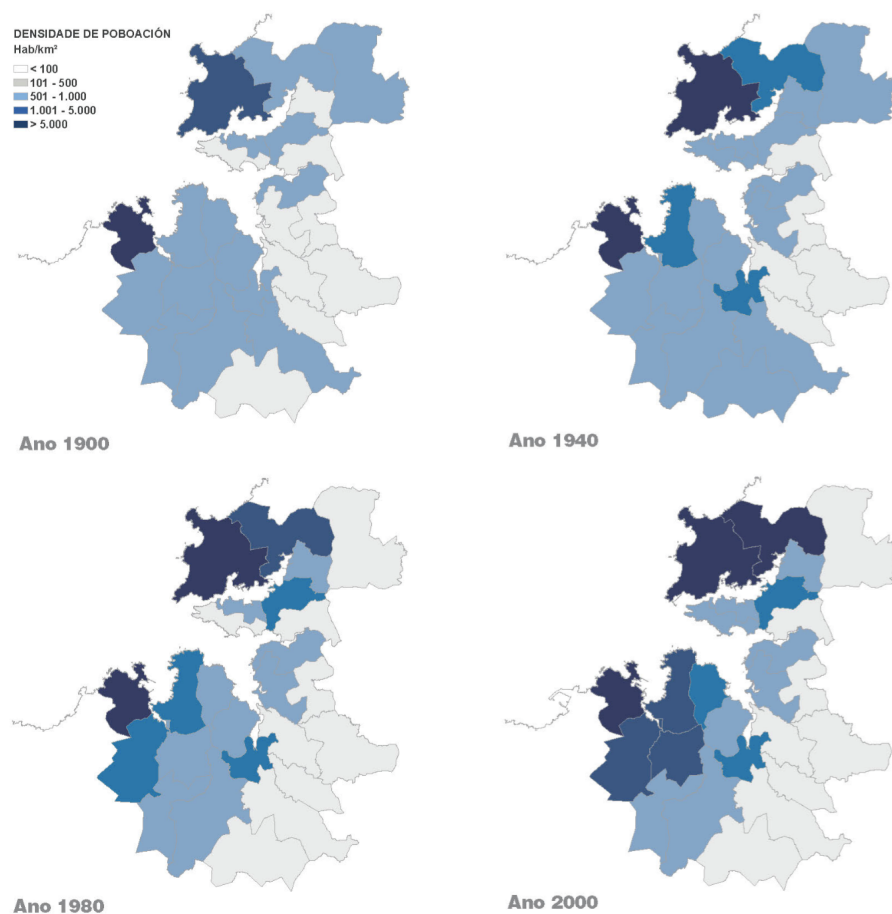 DENSIDADE DE POBOACIÓN
Hab/km²
< 100
101 - 500
501 - 1.000
1.001 - 5.000
> 5.000
Ano 1900
Ano 1940
Ano 1980
Ano 2000